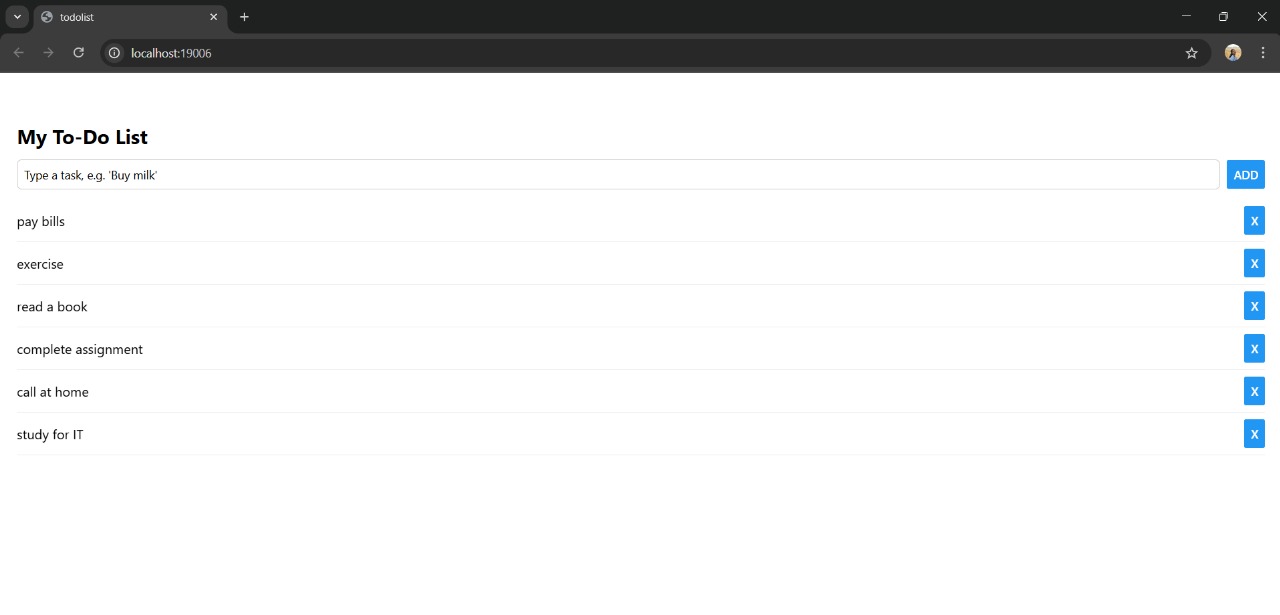 todolist
localhost:19006
My To-Do List
Type a task, e.g. 'Buy milk'
ADD
pay bills
X
exercise
X
read a book
X
complete assignment
X
call at home
X
study for IT
X